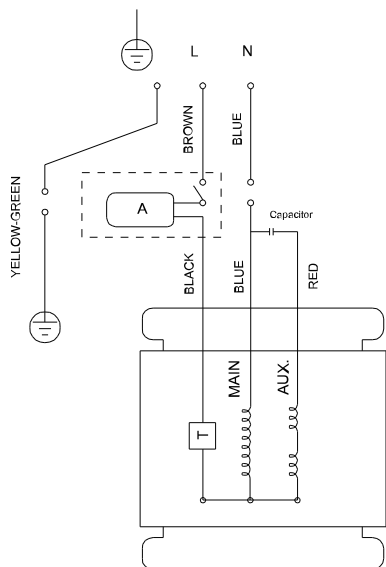 L
N
BROWN
BLUE
YELLOW-GREEN
A
Capacitor
BLACK
BLUE
RED
MAIN
AUX.
T